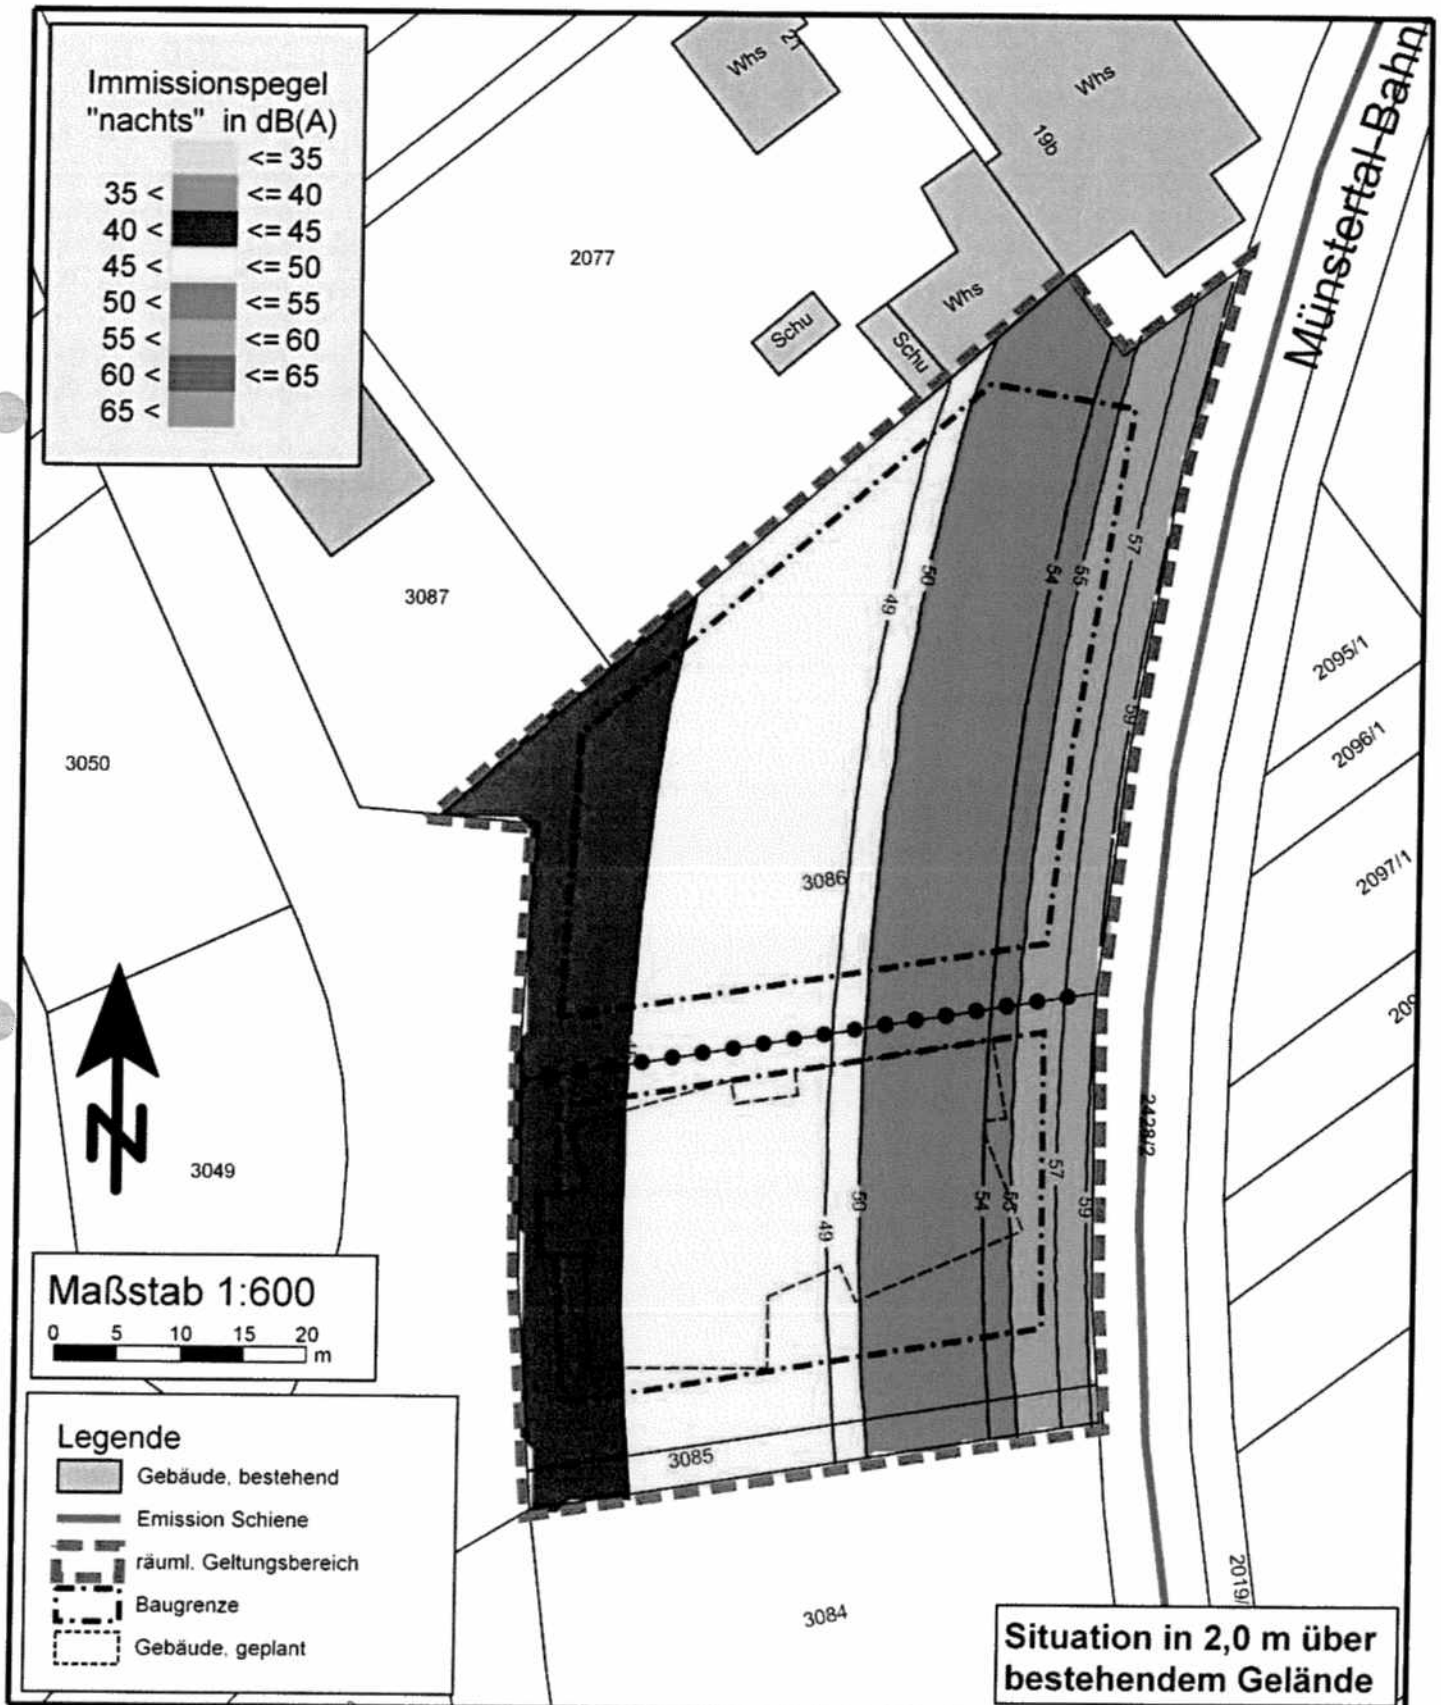 Immissionspegel
"nachts" in dB(A)
<= 35
35 < <= 40
40 < <= 45
45 < <= 50
50 < <= 55
55 < <= 60
60 < <= 65
65 <
Whs
21
Whs
19b
Münstertal-Bahn
2077
Whs
Schu
Schu
3087
49
50
54
55
57
59
2095/1
2096/1
2097/1
3050
3086
3049
2428/2
49
50
54
55
57
59
Maßstab 1:600
0 5 10 15 20
m
3085
Legende
Gebäude, bestehend
Emission Schiene
räuml. Geltungsbereich
Baugrenze
Gebäude, geplant
3084
2019/
Situation in 2,0 m über
bestehendem Gelände
N